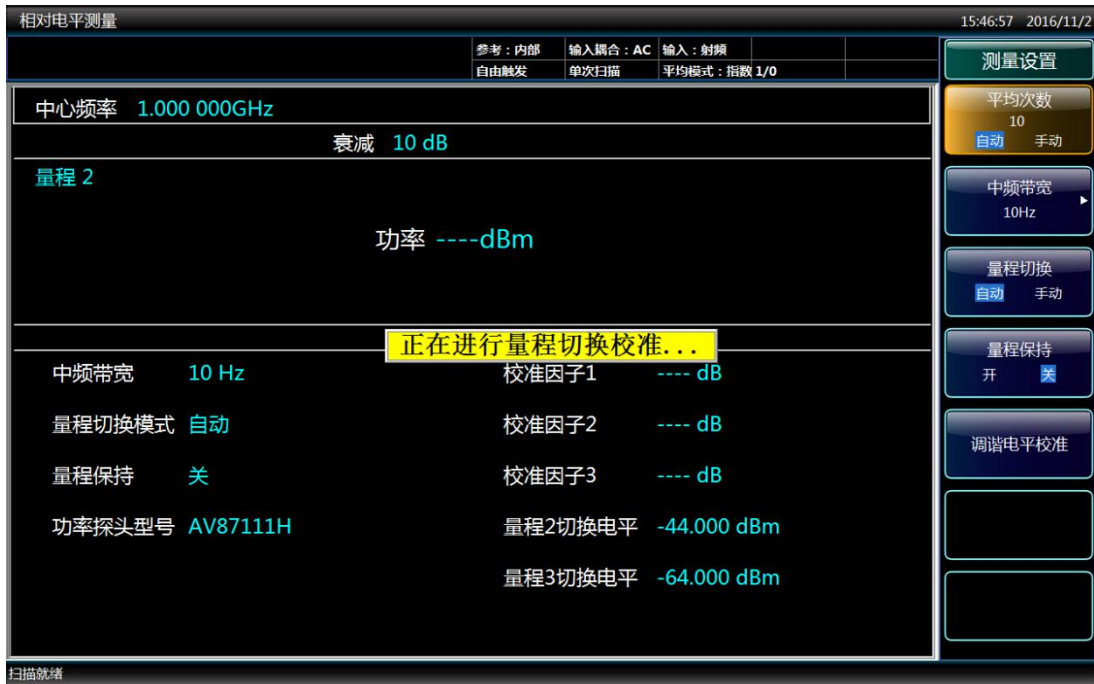 相对电平测量
15:46:57 2016/11/2
参考：内部 输入耦合：AC 输入：射频
自由触发 单次扫描 平均模式：指数 1/0
中心频率 1.000 000GHz
衰减 10 dB
量程 2
功率 ----dBm
正在进行量程切换校准...
中频带宽 10 Hz 校准因子1 ---- dB
量程切换模式 自动 校准因子2 ---- dB
量程保持 关 校准因子3 ---- dB
功率探头型号 AV87111H 量程2切换电平 -44.000 dBm
量程3切换电平 -64.000 dBm
测量设置
平均次数
10
自动 手动
中频带宽
10Hz
量程切换
自动 手动
量程保持
开 关
调谐电平校准
扫描就绪